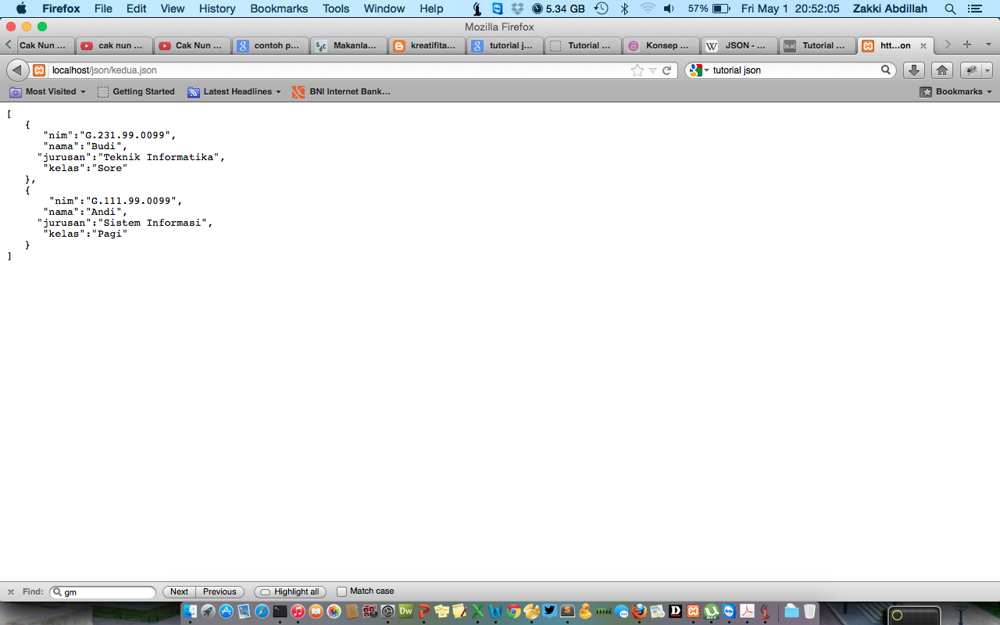 Firefox File Edit View History Bookmarks Tools Window Help 5.34 GB 57% Fri May 1 20:52:05 Zakki Abdillah
Mozilla Firefox
Cak Nun ... cak nun ... Cak Nun ... contoh p... Makanla... kreatifita... tutorial j... Tutorial ... Konsep ... JSON - ... Tutorial ... htt...on
localhost/json/kedua.json tutorial json
Most Visited Getting Started Latest Headlines BNI Internet Bank... Bookmarks
[
{
"nim":"G.231.99.0099",
"nama":"Budi",
"jurusan":"Teknik Informatika",
"kelas":"Sore"
},
{
"nim":"G.111.99.0099",
"nama":"Andi",
"jurusan":"Sistem Informasi",
"kelas":"Pagi"
}
]
Find: gm Next Previous Highlight all Match case